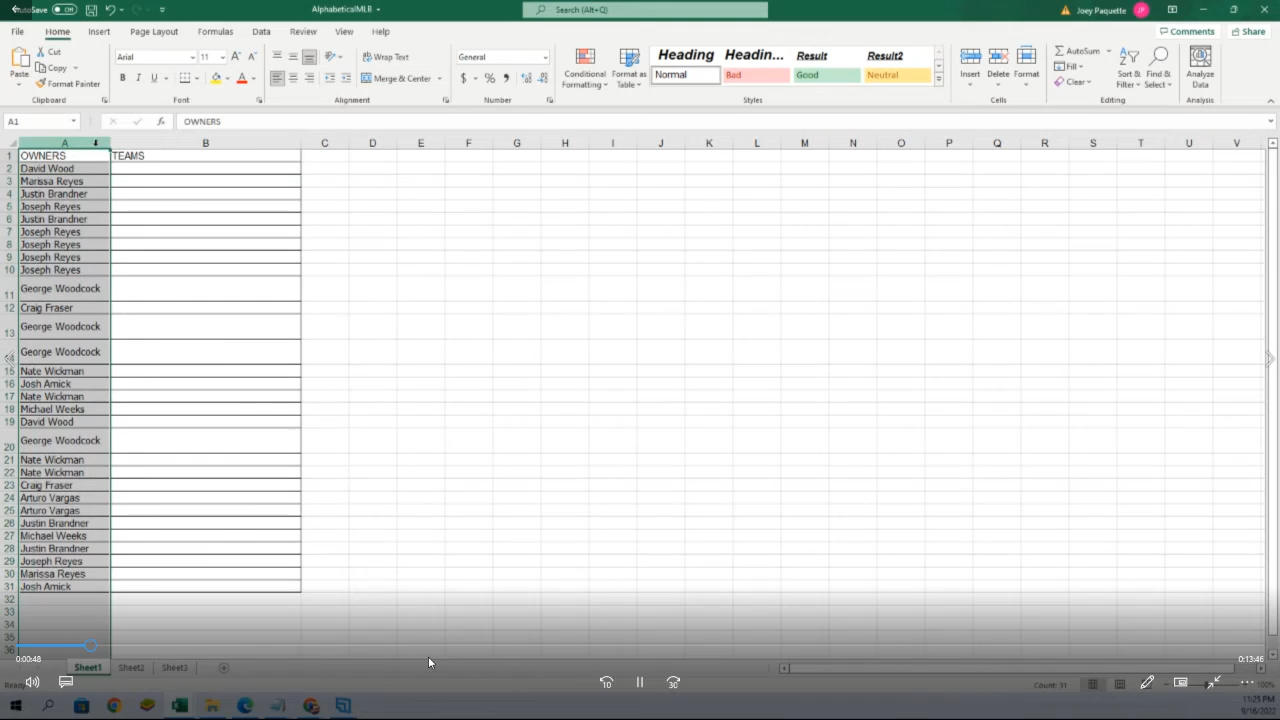 AutoSave Off AlphabeticalMLB Search (Alt+Q) Joey Paquette JP
File Home Insert Page Layout Formulas Data Review View Help Comments Share
Paste Cut Copy Format Painter Clipboard
Arial 11 B I U A Font
Wrap Text Merge & Center Alignment
General $ % Number
Conditional Formatting Format as Table
Heading Headin... Result Result2
Normal Bad Good Neutral
Styles
Insert Delete Format Cells
AutoSum Fill Clear Sort & Filter Find & Select Editing
Analyze Data Analysis
A1 fx OWNERS
A B C D E F G H I J K L M N O P Q R S T U V
1 OWNERS TEAMS
2 David Wood
3 Marissa Reyes
4 Justin Brandner
5 Joseph Reyes
6 Justin Brandner
7 Joseph Reyes
8 Joseph Reyes
9 Joseph Reyes
10 Joseph Reyes
11 George Woodcock
12 Craig Fraser
13 George Woodcock
George Woodcock
15 Nate Wickman
16 Josh Amick
17 Nate Wickman
18 Michael Weeks
19 David Wood
20 George Woodcock
21 Nate Wickman
22 Nate Wickman
23 Craig Fraser
24 Arturo Vargas
25 Arturo Vargas
26 Justin Brandner
27 Michael Weeks
28 Justin Brandner
29 Joseph Reyes
30 Marissa Reyes
31 Josh Amick
32
33
34
35
36
0:00:48 0:13:46
Sheet1 Sheet2 Sheet3
10 30
Ready Count: 31 100%
11:25 PM